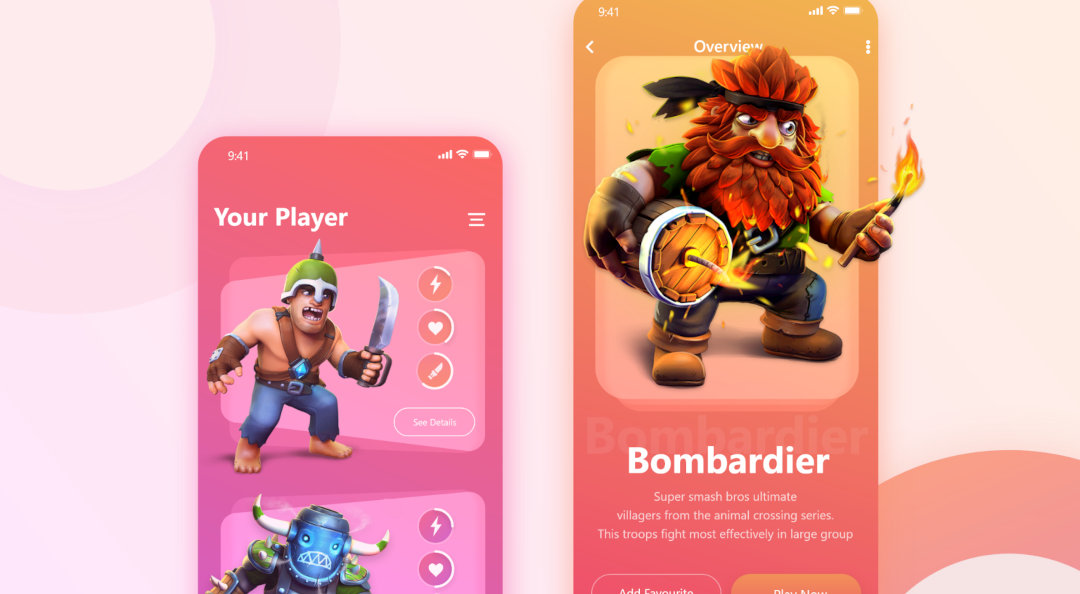 9:41
Your Player
See Details
9:41
Overview
Bombardier
Bombardier
Super smash bros ultimate
villagers from the animal crossing series.
This troops fight most effectively in large group
Add Favourite
Play Now